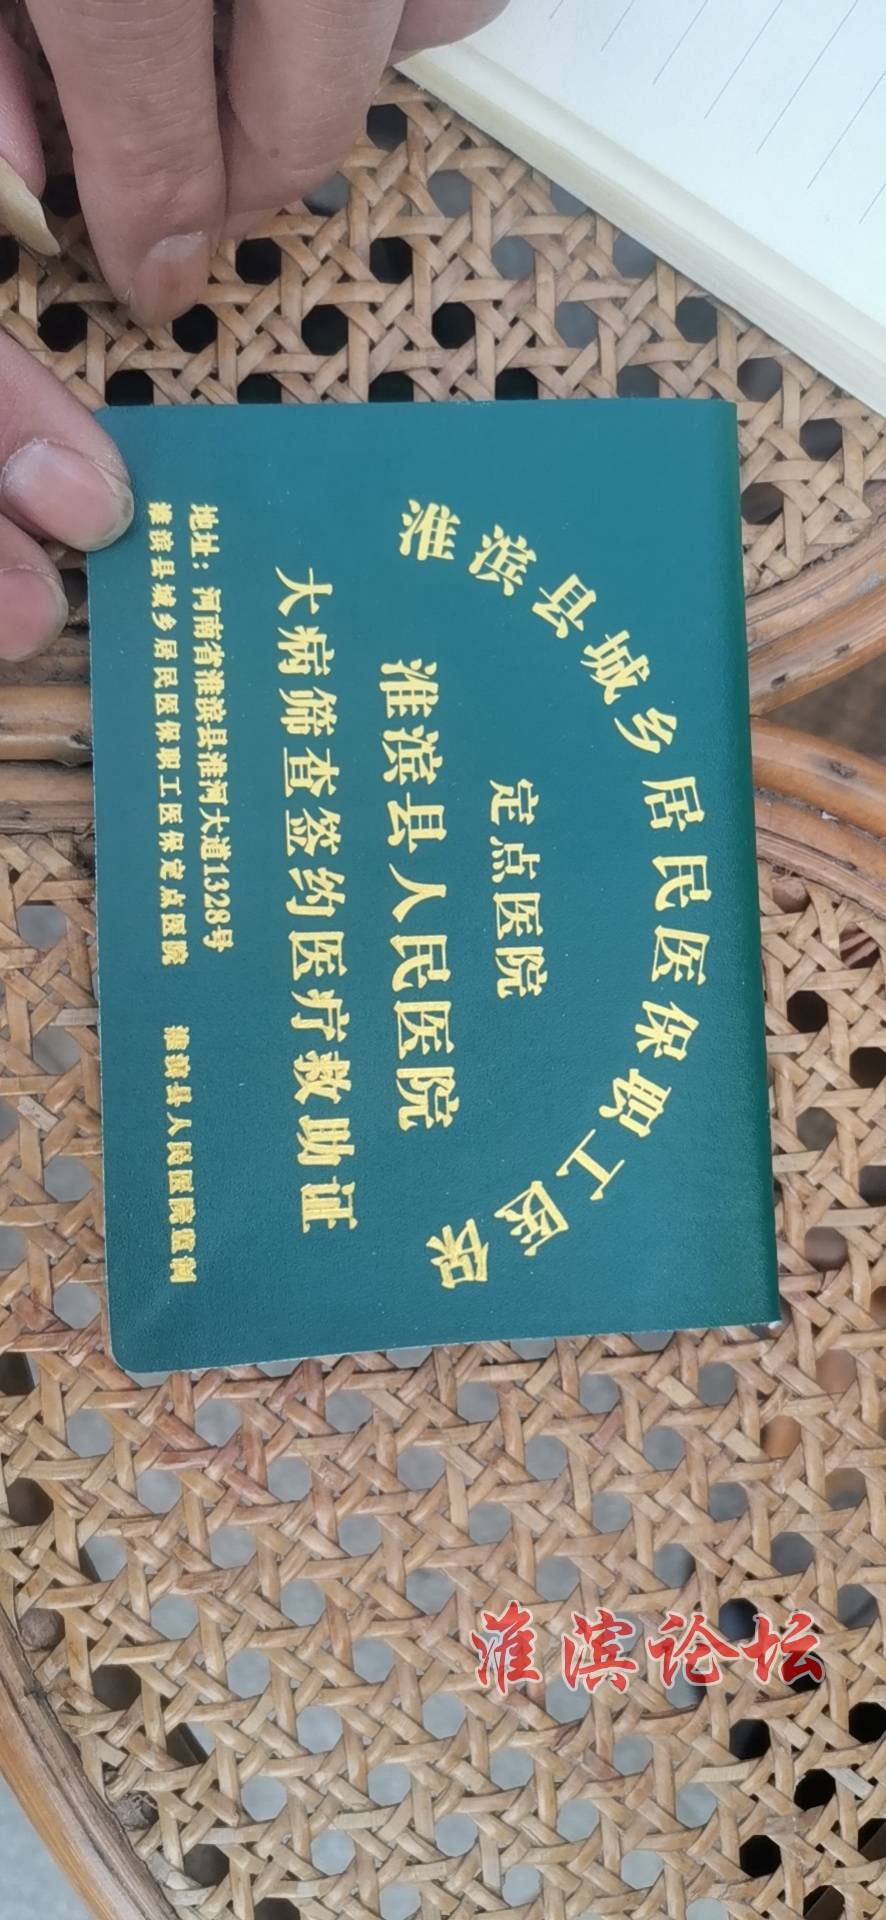 淮滨县城乡居民医保职工医保
定点医院
淮滨县人民医院
大病筛查签约医疗救助证
地址：河南省淮滨县淮河大道1328号
淮滨县城乡居民医保职工医保定点医院 淮滨县人民医院监制
淮滨论坛